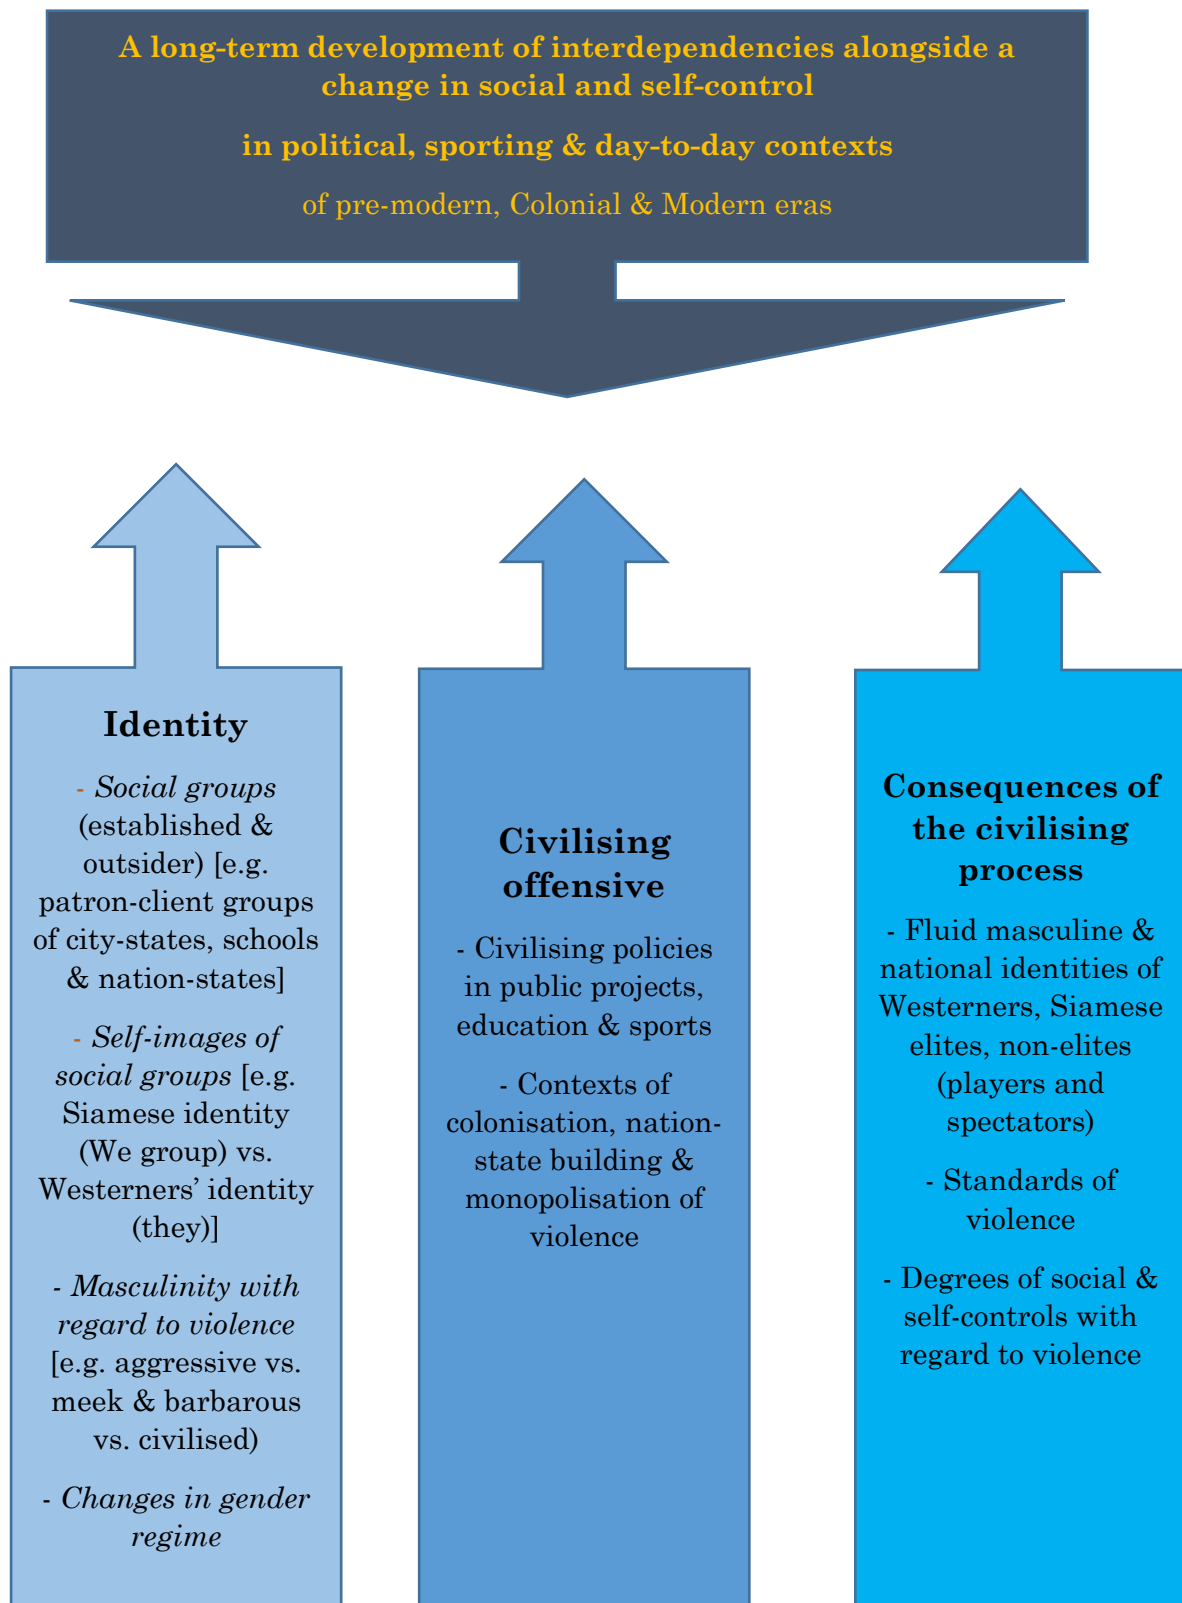 A long-term development of interdependencies alongside a
change in social and self-control
in political, sporting & day-to-day contexts
of pre-modern, Colonial & Modern eras
Identity
- Social groups
(established &
outsider) [e.g.
patron-client groups
of city-states, schools
& nation-states]
- Self-images of
social groups [e.g.
Siamese identity
(We group) vs.
Westerners’ identity
(they)]
- Masculinity with
regard to violence
[e.g. aggressive vs.
meek & barbarous
vs. civilised)
- Changes in gender
regime
Civilising
offensive
- Civilising policies
in public projects,
education & sports
- Contexts of
colonisation, nation-
state building &
monopolisation of
violence
Consequences of
the civilising
process
- Fluid masculine &
national identities of
Westerners, Siamese
elites, non-elites
(players and
spectators)
- Standards of
violence
- Degrees of social &
self-controls with
regard to violence